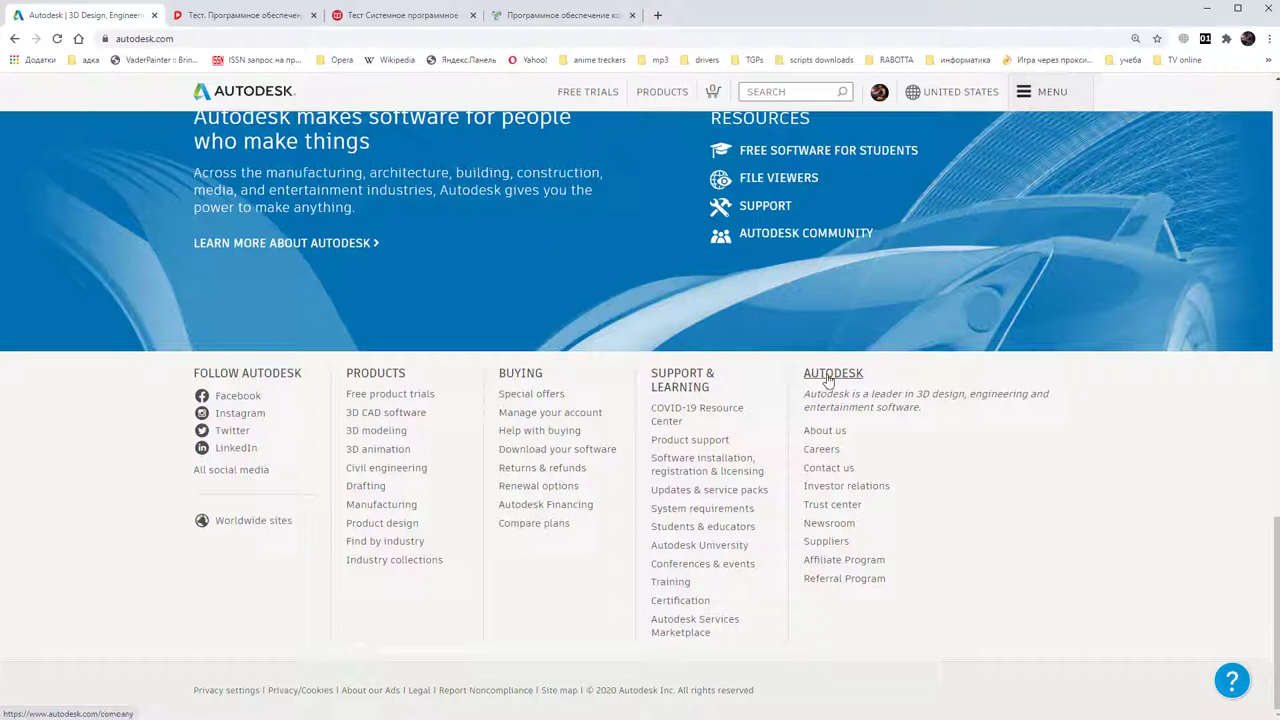 Autodesk | 3D Design, Enginee
Тест. Программное обеспечен
Тест Системное программное
Программное обеспечение ко
autodesk.com
Додатки
адка
VaderPainter :: Brin...
ISSN запрос на пр...
Opera
Wikipedia
Яндекс.Панель
Yahoo!
anime treckers
mp3
drivers
TGPs
scripts downloads
RABOTTA
информатика
Игра через прокси...
учеба
TV online
»
AUTODESK.
FREE TRIALS
PRODUCTS
0
SEARCH
UNITED STATES
MENU
Autodesk makes software for people
who make things
Across the manufacturing, architecture, building, construction,
media, and entertainment industries, Autodesk gives you the
power to make anything.
LEARN MORE ABOUT AUTODESK >
RESOURCES
FREE SOFTWARE FOR STUDENTS
FILE VIEWERS
SUPPORT
AUTODESK COMMUNITY
FOLLOW AUTODESK
Facebook
Instagram
Twitter
LinkedIn
All social media
Worldwide sites
PRODUCTS
Free product trials
3D CAD software
3D modeling
3D animation
Civil engineering
Drafting
Manufacturing
Product design
Find by industry
Industry collections
BUYING
Special offers
Manage your account
Help with buying
Download your software
Returns & refunds
Renewal options
Autodesk Financing
Compare plans
SUPPORT &
LEARNING
COVID-19 Resource
Center
Product support
Software installation,
registration & licensing
Updates & service packs
System requirements
Students & educators
Autodesk University
Conferences & events
Training
Certification
Autodesk Services
Marketplace
AUTODESK
Autodesk is a leader in 3D design, engineering and
entertainment software.
About us
Careers
Contact us
Investor relations
Trust center
Newsroom
Suppliers
Affiliate Program
Referral Program
Privacy settings | Privacy/Cookies | About our Ads | Legal | Report Noncompliance | Site map | © 2020 Autodesk Inc. All rights reserved
?
https://www.autodesk.com/company